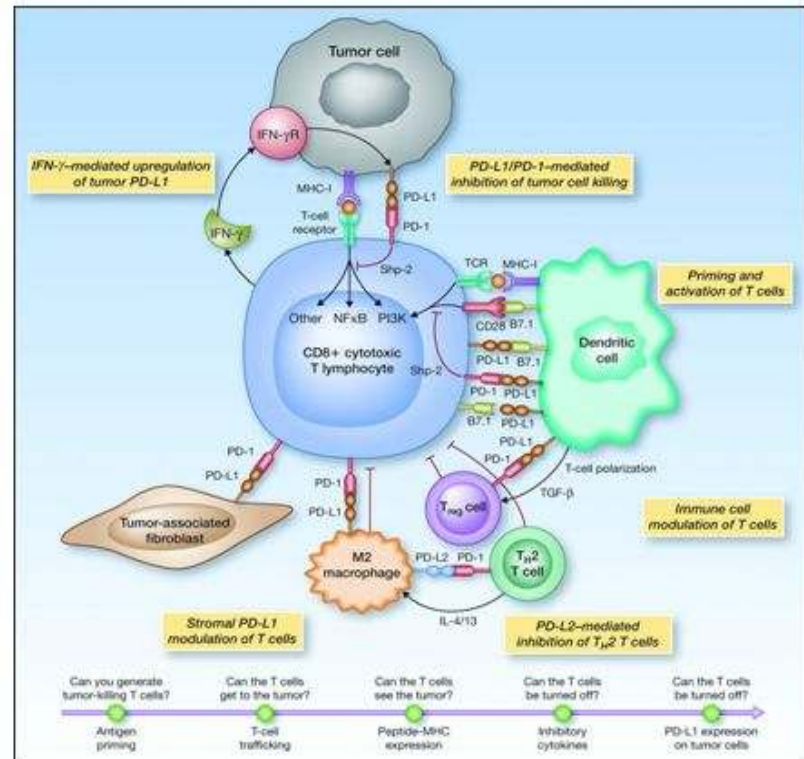 Tumor cell
IFN-γR
IFN-γ–mediated upregulation
of tumor PD-L1
PD-L1/PD-1–mediated
inhibition of tumor cell killing
MHC-I
PD-L1
T-cell
receptor
PD-1
IFN-γ
Shp-2
TCR
MHC-I
Priming and
activation of T cells
Other
NFκB
PI3K
CD28
B7.1
Dendritic
cell
CD8+ cytotoxic
T lymphocyte
PD-L1
B7.1
Shp-2
PD-1
PD-L1
B7.1
PD-L1
PD-L1
PD-1
T-cell polarization
PD-1
PD-L1
PD-1
PD-L1
Treg cell
TGF-β
Immune cell
modulation of T cells
Tumor-associated
fibroblast
M2
macrophage
PD-L2
PD-1
TH2
T cell
IL-4/13
Stromal PD-L1
modulation of T cells
PD-L2–mediated
inhibition of TH2 T cells
Can you generate
tumor-killing T cells?
Can the T cells
get to the tumor?
Can the T cells
see the tumor?
Can the T cells
be turned off?
Can the T cells
be turned off?
Antigen
priming
T-cell
trafficking
Peptide-MHC
expression
Inhibitory
cytokines
PD-L1 expression
on tumor cells